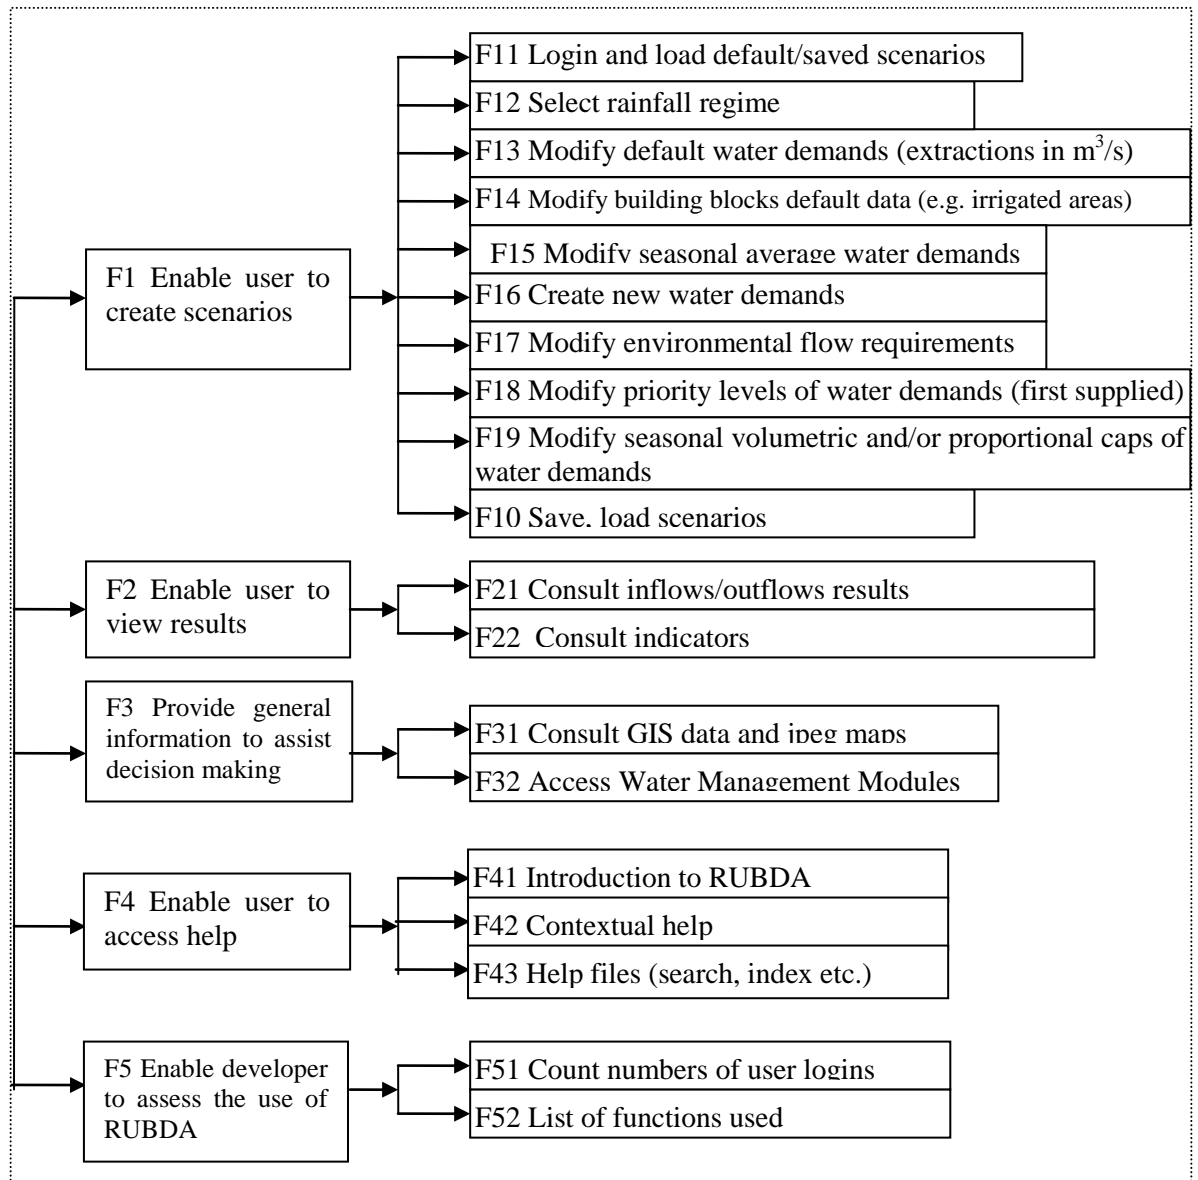 F11 Login and load default/saved scenarios
F12 Select rainfall regime
F13 Modify default water demands (extractions in m³/s)
F14 Modify building blocks default data (e.g. irrigated areas)
F15 Modify seasonal average water demands
F16 Create new water demands
F17 Modify environmental flow requirements
F18 Modify priority levels of water demands (first supplied)
F19 Modify seasonal volumetric and/or proportional caps of
water demands
F10 Save, load scenarios
F1 Enable user to
create scenarios
F2 Enable user to
view results
F21 Consult inflows/outflows results
F22 Consult indicators
F3 Provide general
information to assist
decision making
F31 Consult GIS data and jpeg maps
F32 Access Water Management Modules
F4 Enable user to
access help
F41 Introduction to RUBDA
F42 Contextual help
F43 Help files (search, index etc.)
F5 Enable developer
to assess the use of
RUBDA
F51 Count numbers of user logins
F52 List of functions used